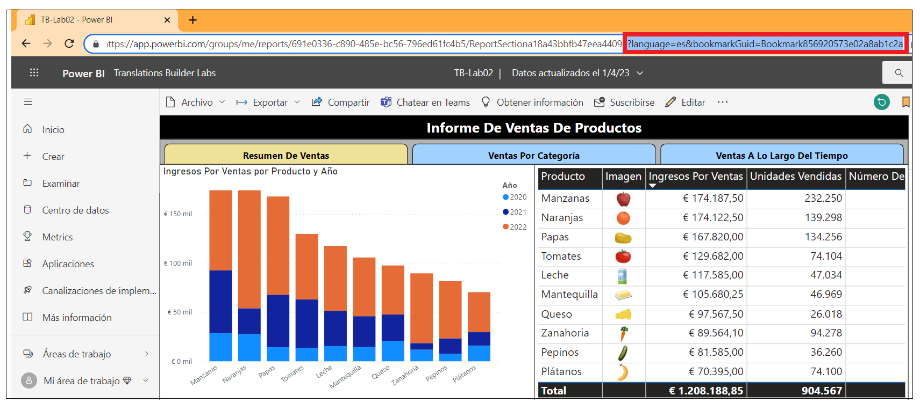 TB-Lab02 - Power BI
ttps://app.powerbi.com/groups/me/reports/691e0336-c890-485e-bc56-796ed61fc4b5/ReportSectiona18a43bbfb47eea4409?language=es&bookmarkGuid=Bookmark856920573e02a8ab1c2a
Power BI Translations Builder Labs TB-Lab02 | Datos actualizados el 1/4/23
Archivo Exportar Compartir Chatear en Teams Obtener información Suscribirse Editar ...
Inicio
Crear
Examinar
Centro de datos
Metrics
Aplicaciones
Canalizaciones de implem...
Más información
Áreas de trabajo
Mi área de trabajo
Informe De Ventas De Productos
Resumen De Ventas Ventas Por Categoría Ventas A Lo Largo Del Tiempo
Ingresos Por Ventas por Producto y Año
Año
2020
2021
2022
€ 150 mil
€ 100 mil
€ 50 mil
€ 0 mil
Manzanas Naranjas Papas Tomates Leche Mantequilla Queso Zanahoria Pepinos Plátanos
Producto Imagen Ingresos Por Ventas Unidades Vendidas Número De
Manzanas € 174.187,50 232.250
Naranjas € 174.122,50 139.298
Papas € 167.820,00 134.256
Tomates € 129.682,00 74.104
Leche € 117.585,00 47.034
Mantequilla € 105.680,25 46.969
Queso € 97.567,50 26.018
Zanahoria € 89.564,10 94.278
Pepinos € 81.585,00 36.260
Plátanos € 70.395,00 74.100
Total € 1.208.188,85 904.567